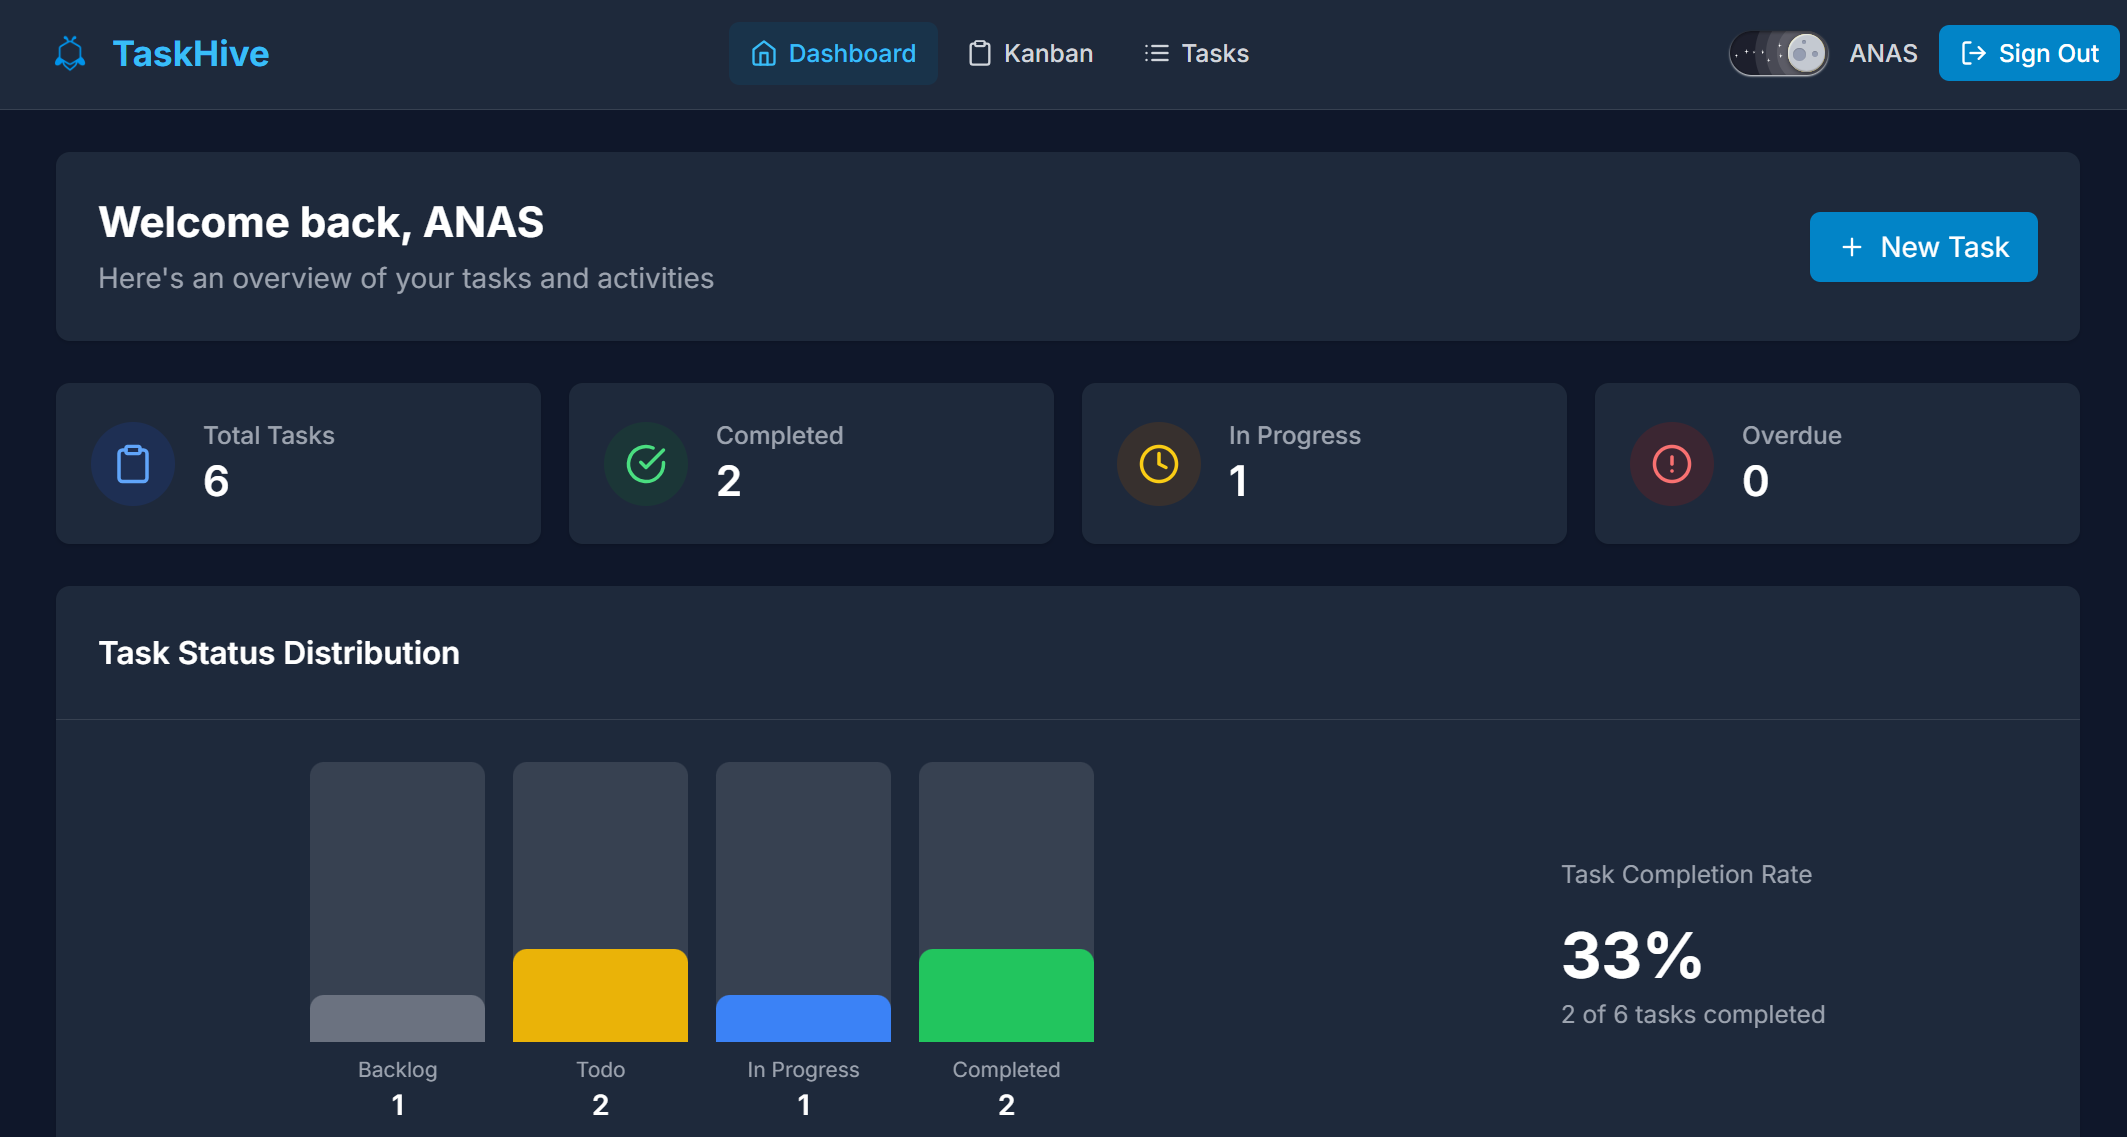 TaskHive
Dashboard
Kanban
Tasks
ANAS
Sign Out
Welcome back, ANAS
Here's an overview of your tasks and activities
+ New Task
Total Tasks
6
Completed
2
In Progress
1
Overdue
0
Task Status Distribution
Backlog
1
Todo
2
In Progress
1
Completed
2
Task Completion Rate
33%
2 of 6 tasks completed